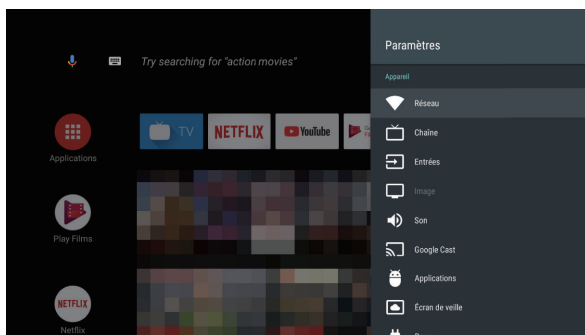 Try searching for "action movies"
TV
NETFLIX
YouTube
Applications
Play Films
NETFLIX
Netflix
Paramètres
Appareil
Réseau
Chaîne
Entrées
Image
Son
Google Cast
Applications
Écran de veille